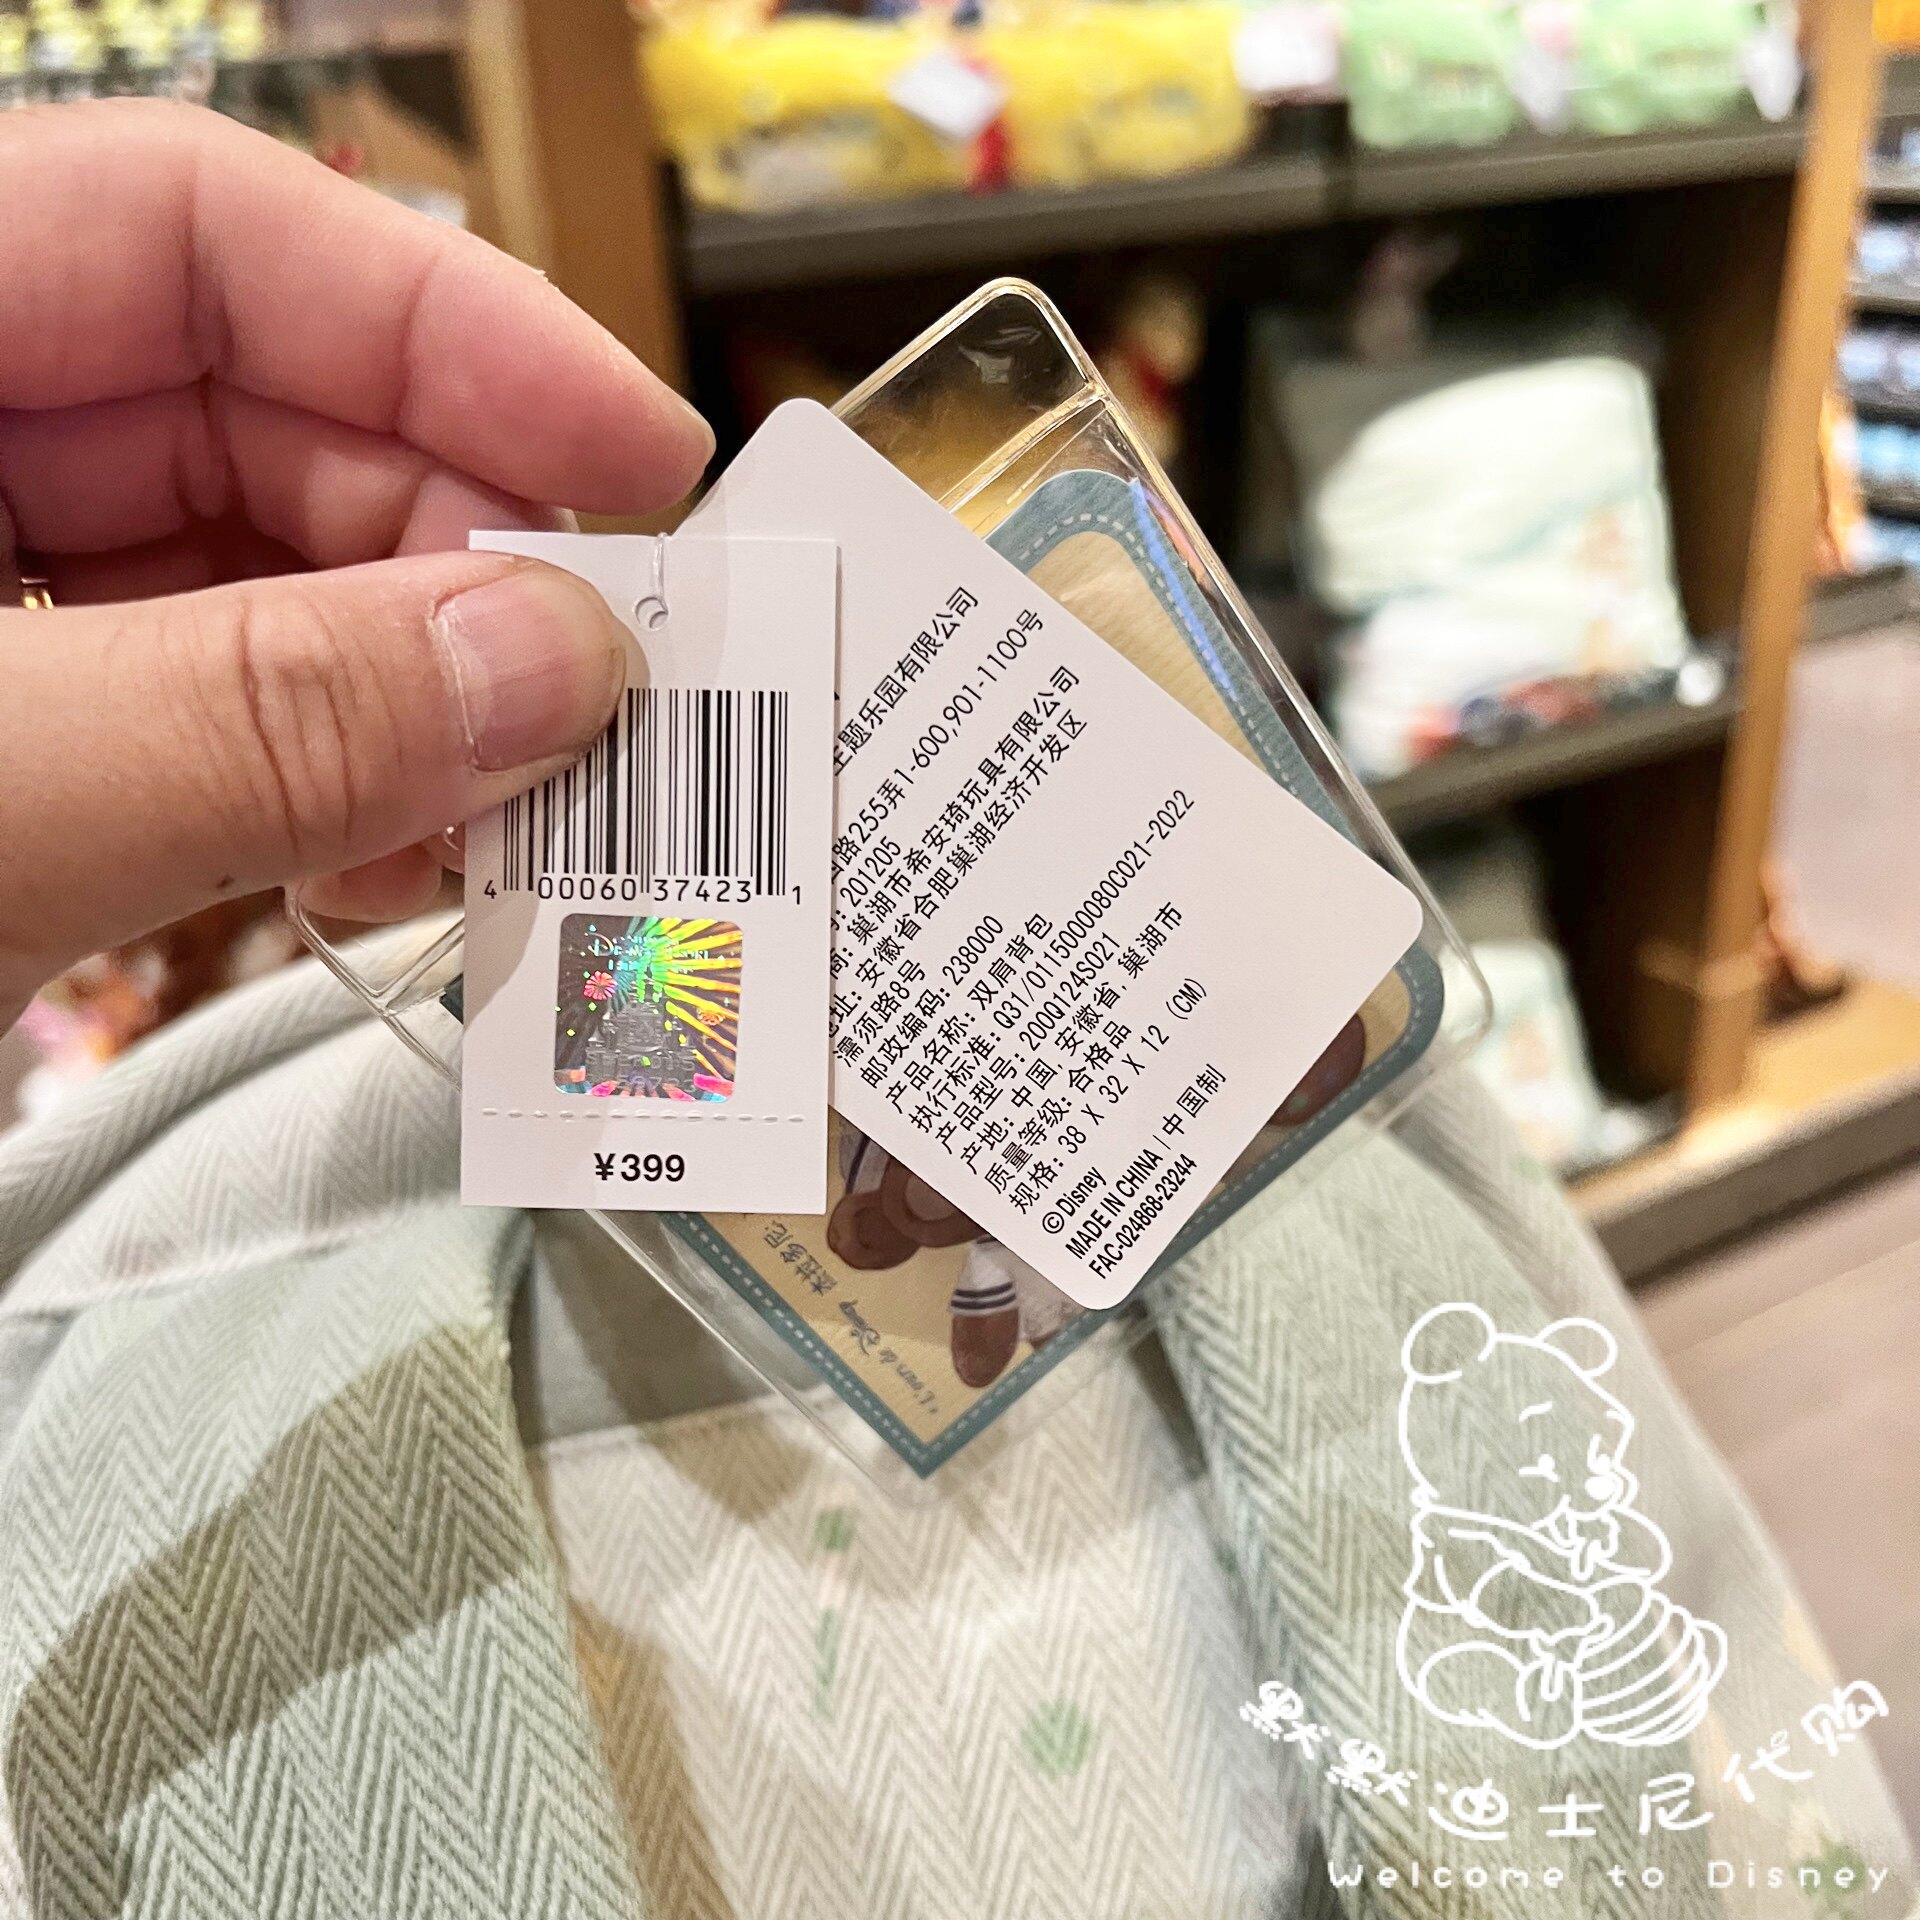 4 00060 37423 1
¥399
主题乐园有限公司
路255弄1-600,901-1100号
: 201205
商: 巢湖市希安琦玩具有限公司
地址: 安徽省合肥巢湖经济开发区
濡须路8号
邮政编码: 238000
产品名称: 双肩背包
执行标准: Q31/0115000080C021-2022
产品型号: 200Q124S021
产地: 中国, 安徽省, 巢湖市
质量等级: 合格品
规格: 38 X 32 X 12 (CM)
©Disney
MADE IN CHINA / 中国制
FAC-024868-23244
默默迪士尼代购
Welcome to Disney